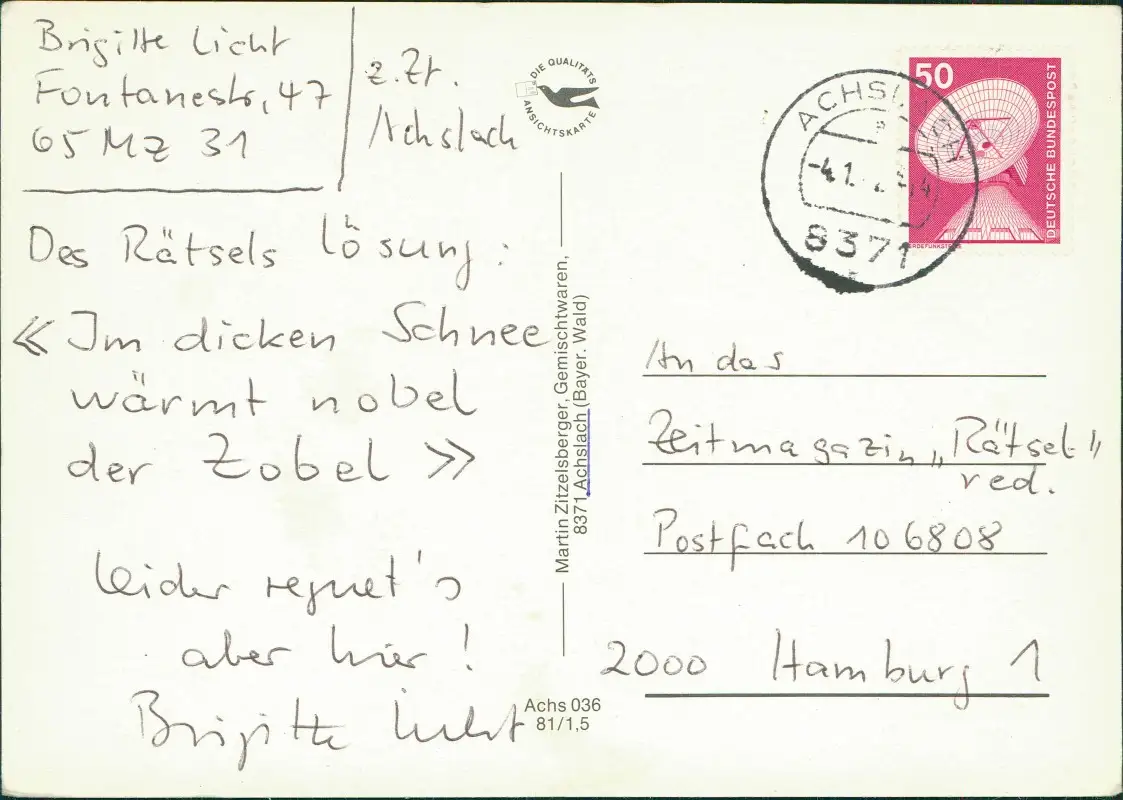 Brigitte Licht
Fontanestr, 47
65 MZ 31
z.Zt.
Achslach
Des Rätsels Lösung:
« Im dicken Schnee
wärmt nobel
der Zobel »
Leider regnet's
aber hier!
Brigitte Licht
DIE QUALITÄTS
ANSICHTSKARTE
Martin Zitzelsberger, Gemischtwaren,
8371 Achslach (Bayer. Wald)
Achs 036
81/1,5
50
DEUTSCHE BUNDESPOST
8371
An das
Zeitmagazin „Rätsel"
red.
Postfach 10 6808
2000 Hamburg 1